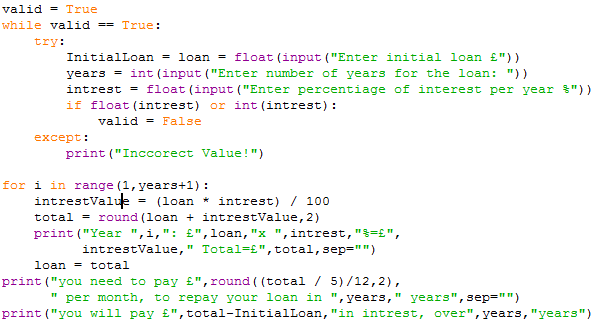 valid = True
while valid == True:
    try:
        InitialLoan = loan = float(input("Enter initial loan £"))
        years = int(input("Enter number of years for the loan: "))
        intrest = float(input("Enter percentiage of interest per year %"))
        if float(intrest) or int(intrest):
            valid = False
    except:
        print("Inccorect Value!")

for i in range(1,years+1):
    intrestValue = (loan * intrest) / 100
    total = round(loan + intrestValue,2)
    print("Year ",i,": £",loan,"x ",intrest,"%=£",
          intrestValue," Total=£",total,sep="")
    loan = total
print("you need to pay £",round((total / 5)/12,2),
      " per month, to repay your loan in ",years," years",sep="")
print("you will pay £",total-InitialLoan,"in intrest, over",years,"years")